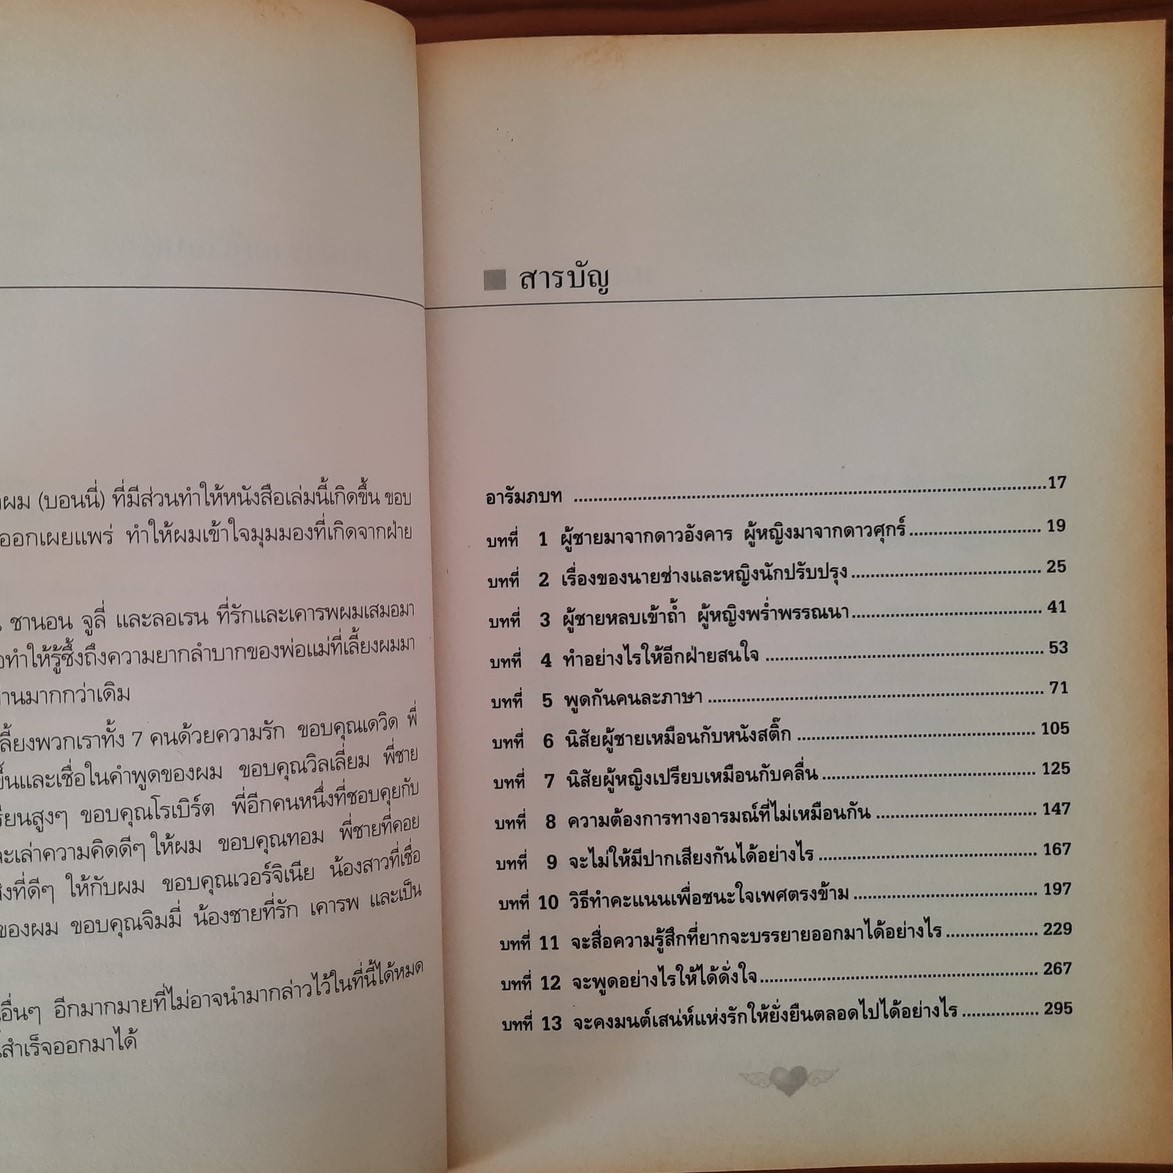 ผม (บอนนี่) ที่มีส่วนทำให้หนังสือเล่มนี้เกิดขึ้น ขอบ
ออกเผยแพร่ ทำให้ผมเข้าใจมุมมองที่เกิดจากฝ่าย
ชานอน จูลี่ และลอเรน ที่รักและเคารพผมเสมอมา
ทำให้รู้ซึ้งถึงความยากลำบากของพ่อแม่ที่เลี้ยงผมมา
านมากกว่าเดิม
ลี้ยงพวกเราทั้ง 7 คนด้วยความรัก ขอบคุณเดวิด พี่
ขึ้นและเชื่อในคำพูดของผม ขอบคุณวิลเลี่ยม พี่ชาย
รียนสูงๆ ขอบคุณโรเบิร์ต พี่อีกคนหนึ่งที่ชอบคุยกับ
ละเล่าความคิดดีๆ ให้ผม ขอบคุณทอม พี่ชายที่คอย
สิ่งที่ดีๆ ให้กับผม ขอบคุณเวอร์จิเนีย น้องสาวที่เชื่อ
ของผม ขอบคุณจิมมี่ น้องชายที่รัก เคารพ และเป็น
อื่นๆ อีกมากมายที่ไม่อาจนำมากล่าวไว้ในที่นี้ได้หมด
สำเร็จออกมาได้
สารบัญ
อารัมภบท ................................................17
บทที่ 1 ผู้ชายมาจากดาวอังคาร ผู้หญิงมาจากดาวศุกร์................ 19
บทที่ 2 เรื่องของนายช่างและหญิงนักปรับปรุง......................... 25
บทที่ 3 ผู้ชายหลบเข้าถ้ำ ผู้หญิงพร่ำพรรณนา......................... 41
บทที่ 4 ทำอย่างไรให้อีกฝ่ายสนใจ .................................. 53
บทที่ 5 พูดกันคนละภาษา .......................................... 71
บทที่ 6 นิสัยผู้ชายเหมือนกับหนังสติ๊ก .............................. 105
บทที่ 7 นิสัยผู้หญิงเปรียบเหมือนกับคลื่น........................... 125
บทที่ 8 ความต้องการทางอารมณ์ที่ไม่เหมือนกัน .................... 147
บทที่ 9 จะไม่ให้มีปากเสียงกันได้อย่างไร............................ 167
บทที่ 10 วิธีทำคะแนนเพื่อชนะใจเพศตรงข้าม........................ 197
บทที่ 11 จะสื่อความรู้สึกที่ยากจะบรรยายออกมาได้อย่างไร............ 229
บทที่ 12 จะพูดอย่างไรให้ได้ดั่งใจ................................... 267
บทที่ 13 จะคงมนต์เสน่ห์แห่งรักให้ยั่งยืนตลอดไปได้อย่างไร.......... 295